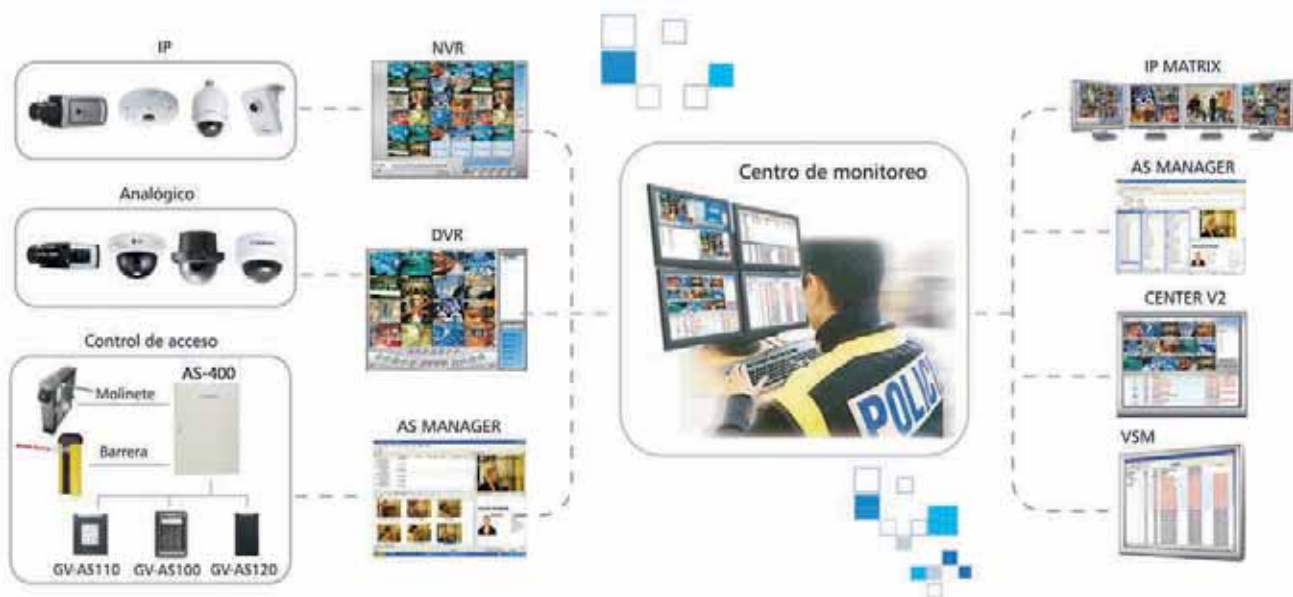 IP
NVR
IP MATRIX
Centro de monitoreo
AS MANAGER
Analógico
DVR
CENTER V2
Control de acceso
AS-400
Molinete
AS MANAGER
Barrera
POLICI
VSM
GV-AS110
GV-AS100
GV-AS120